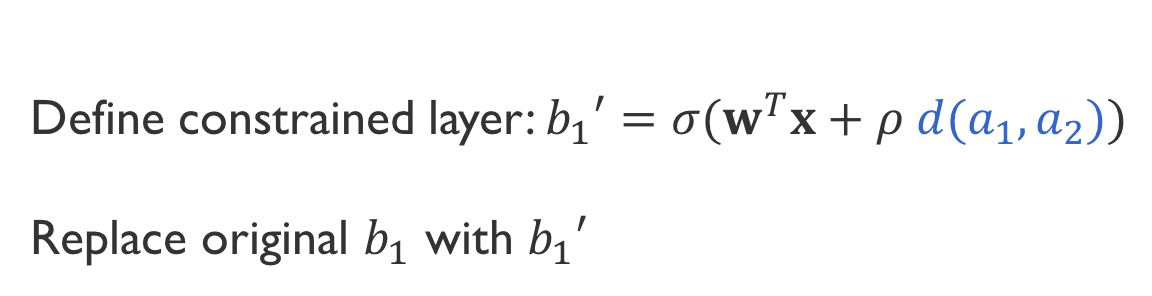 Define constrained layer: b₁′ = σ(𝐰ᵀ𝐱 + ρ d(a₁, a₂))
Replace original b₁ with b₁′